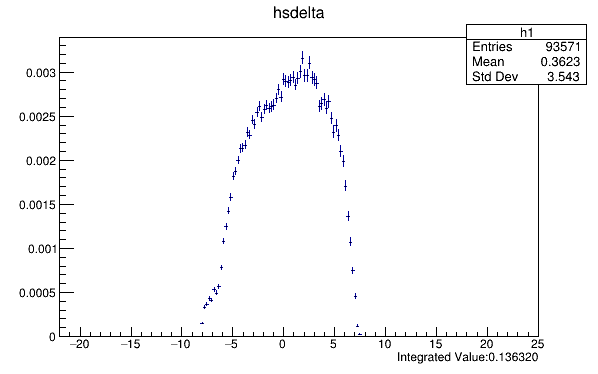 hsdelta
h1
Entries 93571
Mean 0.3623
Std Dev 3.543
0.003
0.0025
0.002
0.0015
0.001
0.0005
0
−20 −15 −10 −5 0 5 10 15 20 25
Integrated Value:0.136320